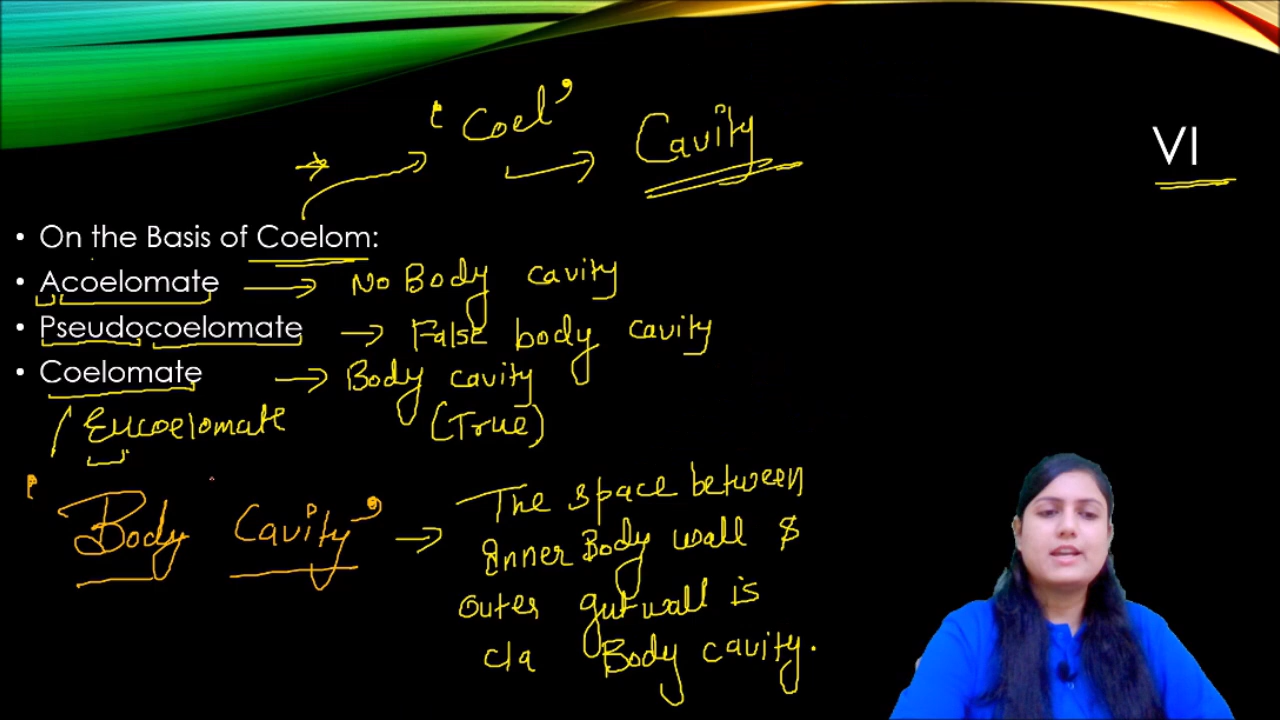 'Coel' → Cavity
VI
• On the Basis of Coelom:
• Acoelomate → No Body cavity
• Pseudocoelomate → False body cavity
• Coelomate → Body cavity
/ Eucoelomate (True)
'Body Cavity' → The space between
Inner Body wall &
outer gut wall is
c/a Body cavity.